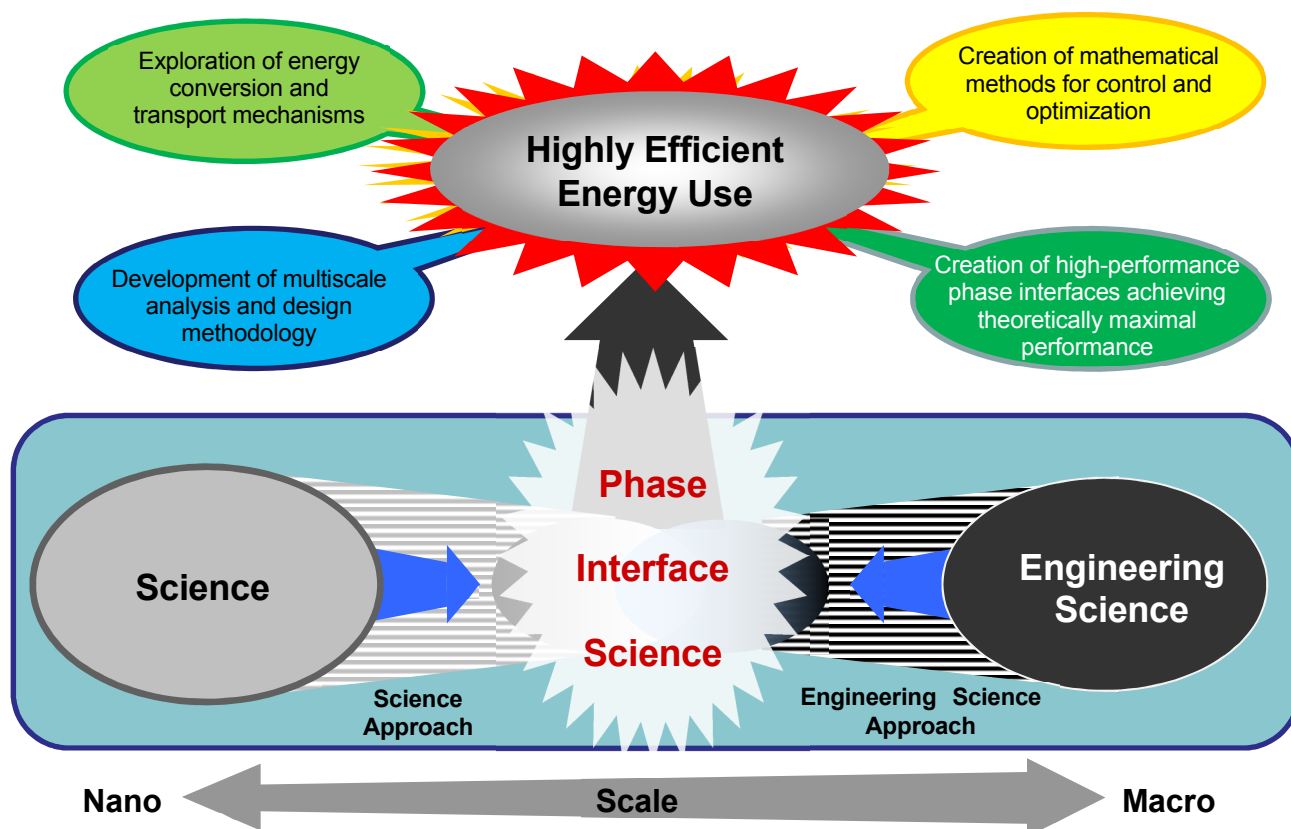 Exploration of energy
conversion and
transport mechanisms
Creation of mathematical
methods for control and
optimization
Highly Efficient
Energy Use
Development of multiscale
analysis and design
methodology
Creation of high-performance
phase interfaces achieving
theoretically maximal
performance
Science
Phase
Interface
Science
Engineering
Science
Science
Approach
Engineering Science
Approach
Nano
Scale
Macro